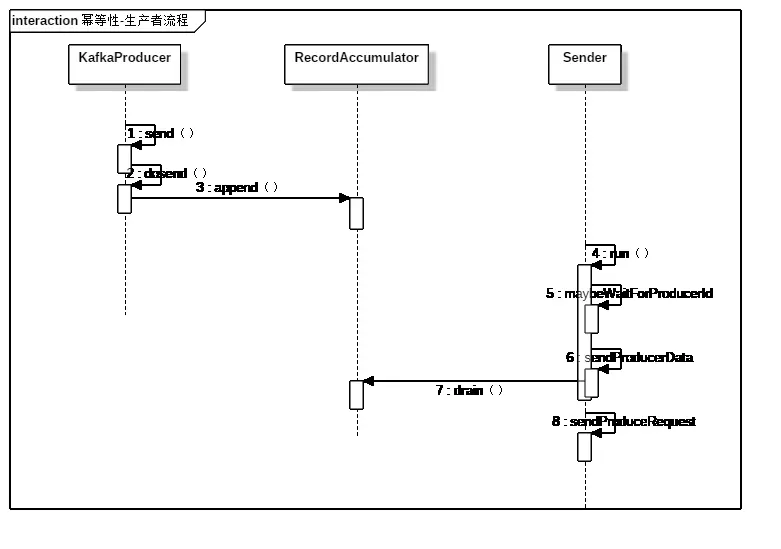 interaction 幂等性-生产者流程
KafkaProducer
RecordAccumulator
Sender
1 : send（）
2 : dosend（）
3 : append（）
4 : run（）
5 : maybeWaitForProducerId
6 : sendProducerData
7 : drain（）
8 : sendProduceRequest